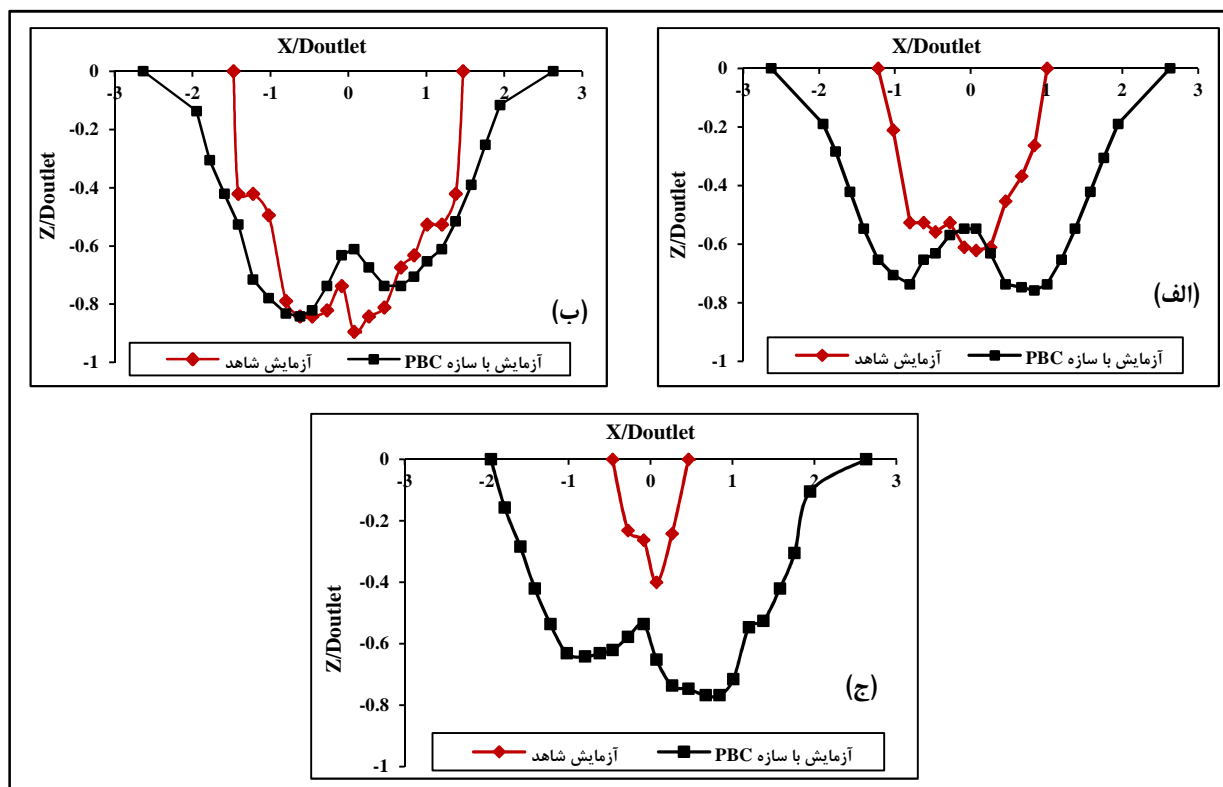 X/Doutlet
0
-0.2
-0.4
-0.6
-0.8
-1
-3 -2 -1 0 1 2 3
Z/Doutlet
(الف)
آزمایش شاهد
آزمایش با سازه PBC
X/Doutlet
0
-0.2
-0.4
-0.6
-0.8
-1
-3 -2 -1 0 1 2 3
Z/Doutlet
(ب)
آزمایش شاهد
آزمایش با سازه PBC
X/Doutlet
0
-0.2
-0.4
-0.6
-0.8
-1
-3 -2 -1 0 1 2 3
Z/Doutlet
(ج)
آزمایش شاهد
آزمایش با سازه PBC